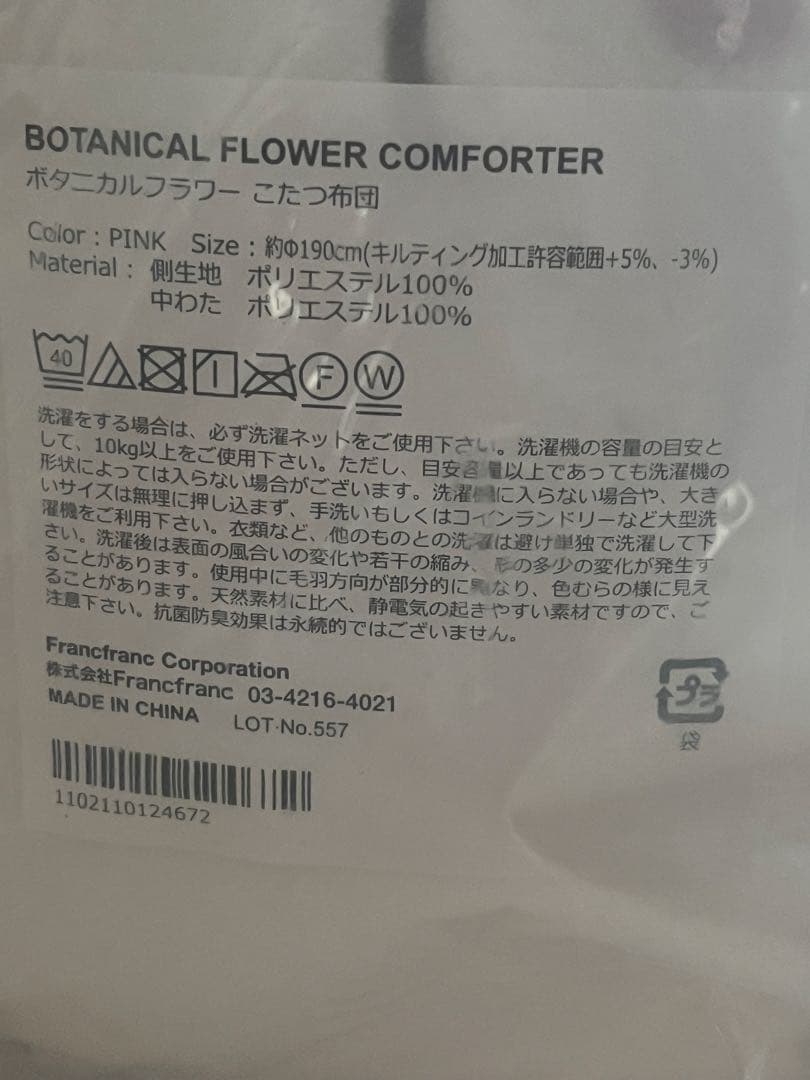 BOTANICAL FLOWER COMFORTER
ボタニカルフラワー こたつ布団
Color : PINK Size : 約Φ190cm(キルティング加工許容範囲+5%、-3%)
Material : 側生地 ポリエステル100%
中わた ポリエステル100%
40 F W
洗濯をする場合は、必ず洗濯ネットをご使用下さい。洗濯機の容量の目安と
して、10kg以上をご使用下さい。ただし、目安容量以上であっても洗濯機の
形状によっては入らない場合がございます。洗濯機に入らない場合や、大き
いサイズは無理に押し込まず、手洗いもしくはコインランドリーなど大型洗
濯機をご利用下さい。衣類など、他のものとの洗濯は避け単独で洗濯して下
さい。洗濯後は表面の風合いの変化や若干の縮み、形の多少の変化が発生す
ることがあります。使用中に毛羽方向が部分的に異なり、色むらの様に見え
ることがあります。天然素材に比べ、静電気の起きやすい素材ですので、ご
注意下さい。抗菌防臭効果は永続的ではございません。
Francfranc Corporation
株式会社Francfranc 03-4216-4021
MADE IN CHINA LOT·No.557
プラ
袋
1102110124672